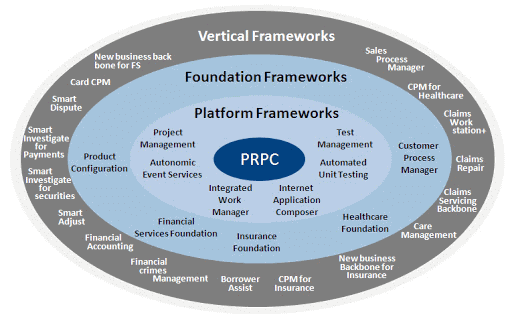 Vertical Frameworks
New business back
bone for FS
Sales
Process
Manager
Foundation Frameworks
Card CPM
CPM for
Healthcare
Smart
Dispute
Platform Frameworks
Claims
Work
station+
Project
Management
Test
Management
Smart
Investigate
for
Payments
PRPC
Product
Configuration
Customer
Process
Manager
Claims
Repair
Autonomic
Event Services
Automated
Unit Testing
Smart
Investigate
for
securities
Integrated
Work
Manager
Internet
Application
Composer
Claims
Servicing
Backbone
Smart
Adjust
Financial
Services Foundation
Insurance
Foundation
Healthcare
Foundation
Care
Management
Financial
Accounting
Financial
crimes
Management
Borrower
Assist
CPM for
Insurance
New business
Backbone for
Insurance